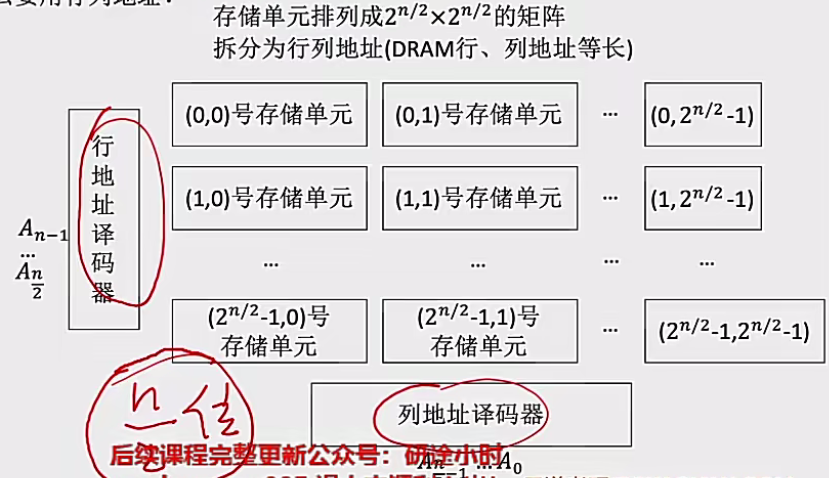 存储单元排列成2^{n/2}×2^{n/2}的矩阵
拆分为行列地址(DRAM行、列地址等长)
(0,0)号存储单元 (0,1)号存储单元 … (0,2^{n/2}-1)
行地址译码器
(1,0)号存储单元 (1,1)号存储单元 … (1,2^{n/2}-1)
A_{n-1}
…
A_{n/2}
… … … …
(2^{n/2}-1,0)号存储单元 (2^{n/2}-1,1)号存储单元 … (2^{n/2}-1,2^{n/2}-1)
n
列地址译码器
后续课程完整更新公众号：研途小时
…A_0